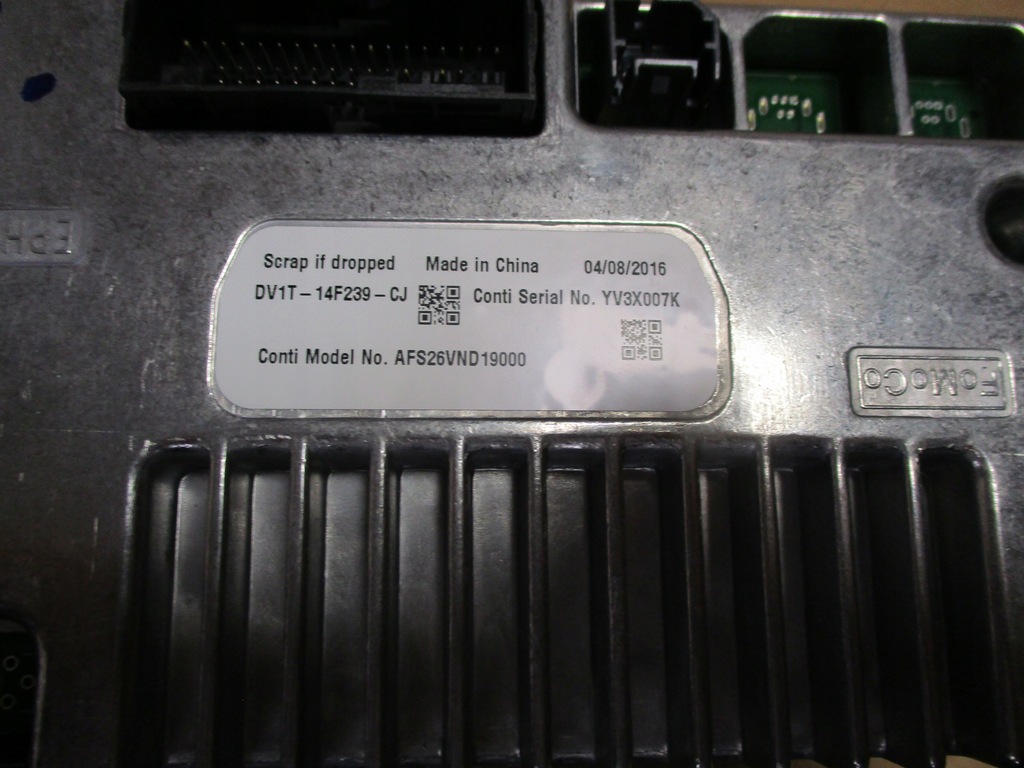 Scrap if dropped Made in China 04/08/2016
DV1T-14F239-CJ Conti Serial No. YV3X007K
Conti Model No. AFS26VND19000
FoMoCo